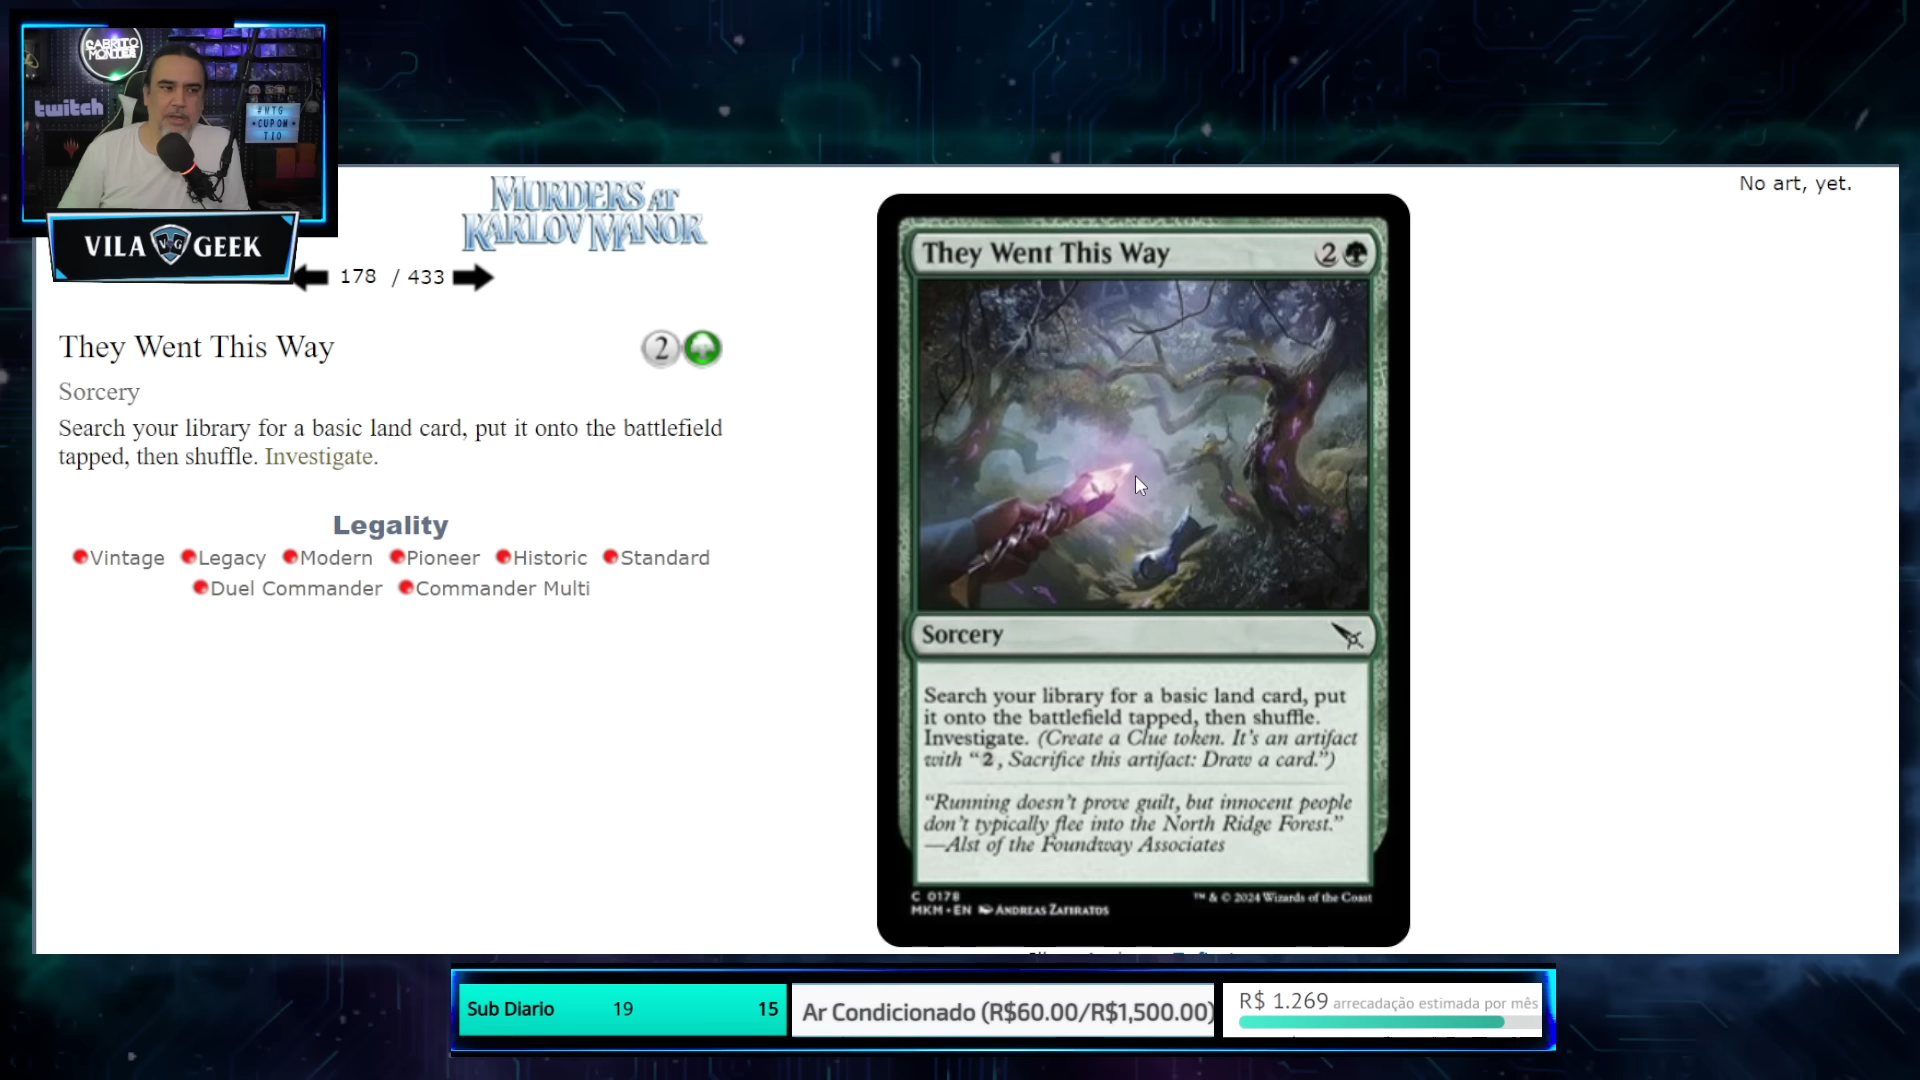 CABRITO
MONTÊS
twitch
#MTG
•CUPOM•
TIO
VILA VG GEEK
MURDERS AT
KARLOV MANOR
178 / 433
No art, yet.
They Went This Way 2
Sorcery
Search your library for a basic land card, put it onto the battlefield
tapped, then shuffle. Investigate.
Legality
Vintage Legacy Modern Pioneer Historic Standard
Duel Commander Commander Multi
They Went This Way 2
Sorcery
Search your library for a basic land card, put
it onto the battlefield tapped, then shuffle.
Investigate. (Create a Clue token. It's an artifact
with “2, Sacrifice this artifact: Draw a card.”)
“Running doesn't prove guilt, but innocent people
don't typically flee into the North Ridge Forest.”
—Alst of the Foundway Associates
C 0178
MKM • EN ANDREAS ZAFIRATOS
™ & © 2024 Wizards of the Coast
Sub Diario 19 15
Ar Condicionado (R$60.00/R$1,500.00)
R$ 1.269 arrecadação estimada por mês